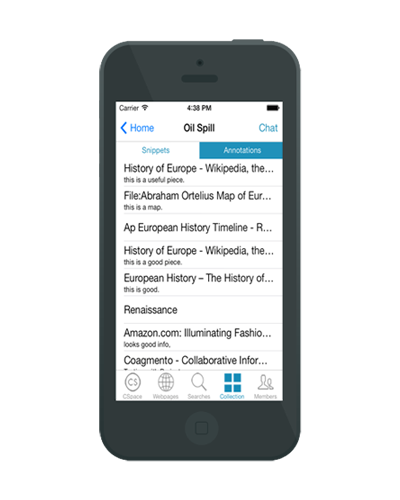 Carrier 4:38 PM
Home Oil Spill Chat
Snippets Annotations
History of Europe - Wikipedia, the...
this is a useful piece.
File:Abraham Ortelius Map of Eur...
this is a map.
Ap European History Timeline - R...
History of Europe - Wikipedia, the...
this is a good piece.
European History – The History of...
this is good.
Renaissance
Amazon.com: Illuminating Fashio...
looks good info,
Coagmento - Collaborative Infor...
CS
CSpace Webpages Searches Collection Members